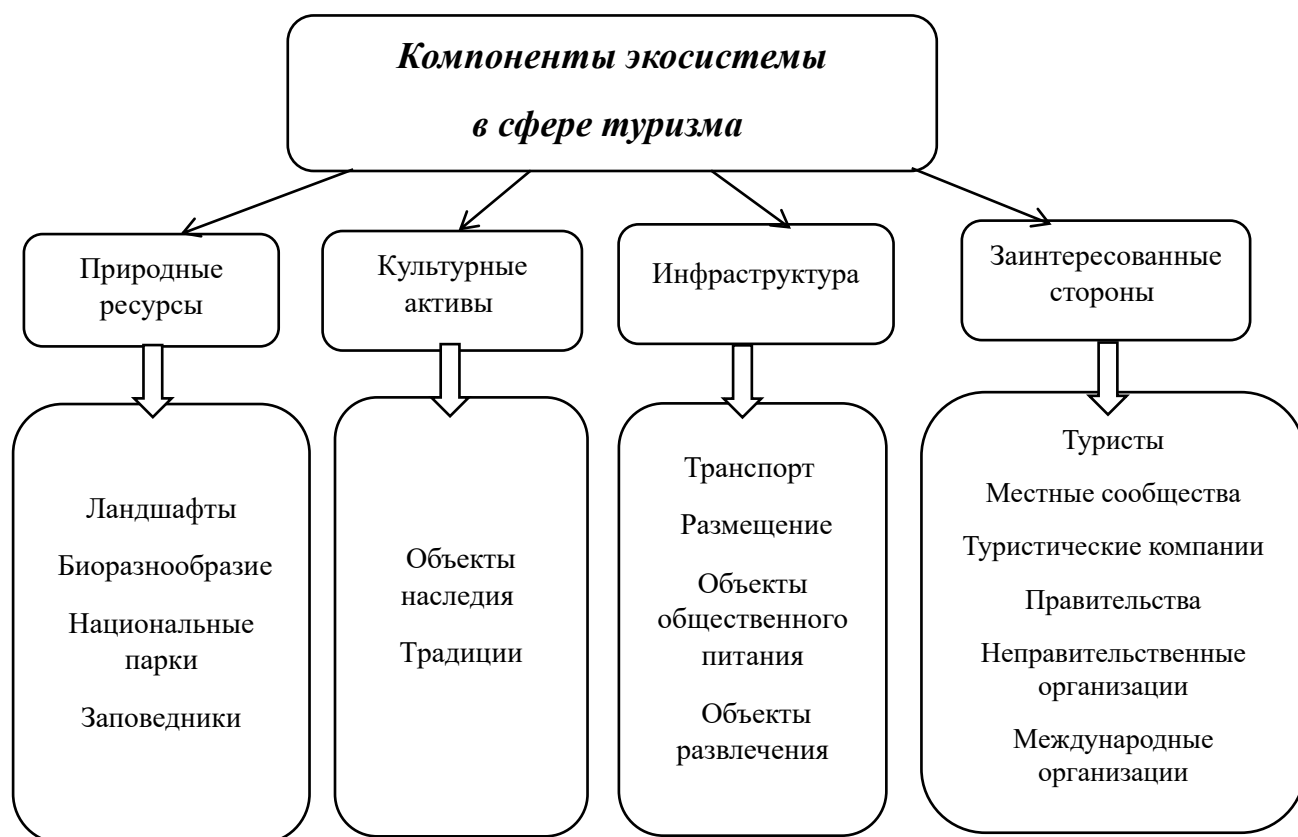 Компоненты экосистемы
в сфере туризма
Природные
ресурсы
Культурные
активы
Инфраструктура
Заинтересованные
стороны
Ландшафты
Биоразнообразие
Национальные
парки
Заповедники
Объекты
наследия
Традиции
Транспорт
Размещение
Объекты
общественного
питания
Объекты
развлечения
Туристы
Местные сообщества
Туристические компании
Правительства
Неправительственные
организации
Международные
организации